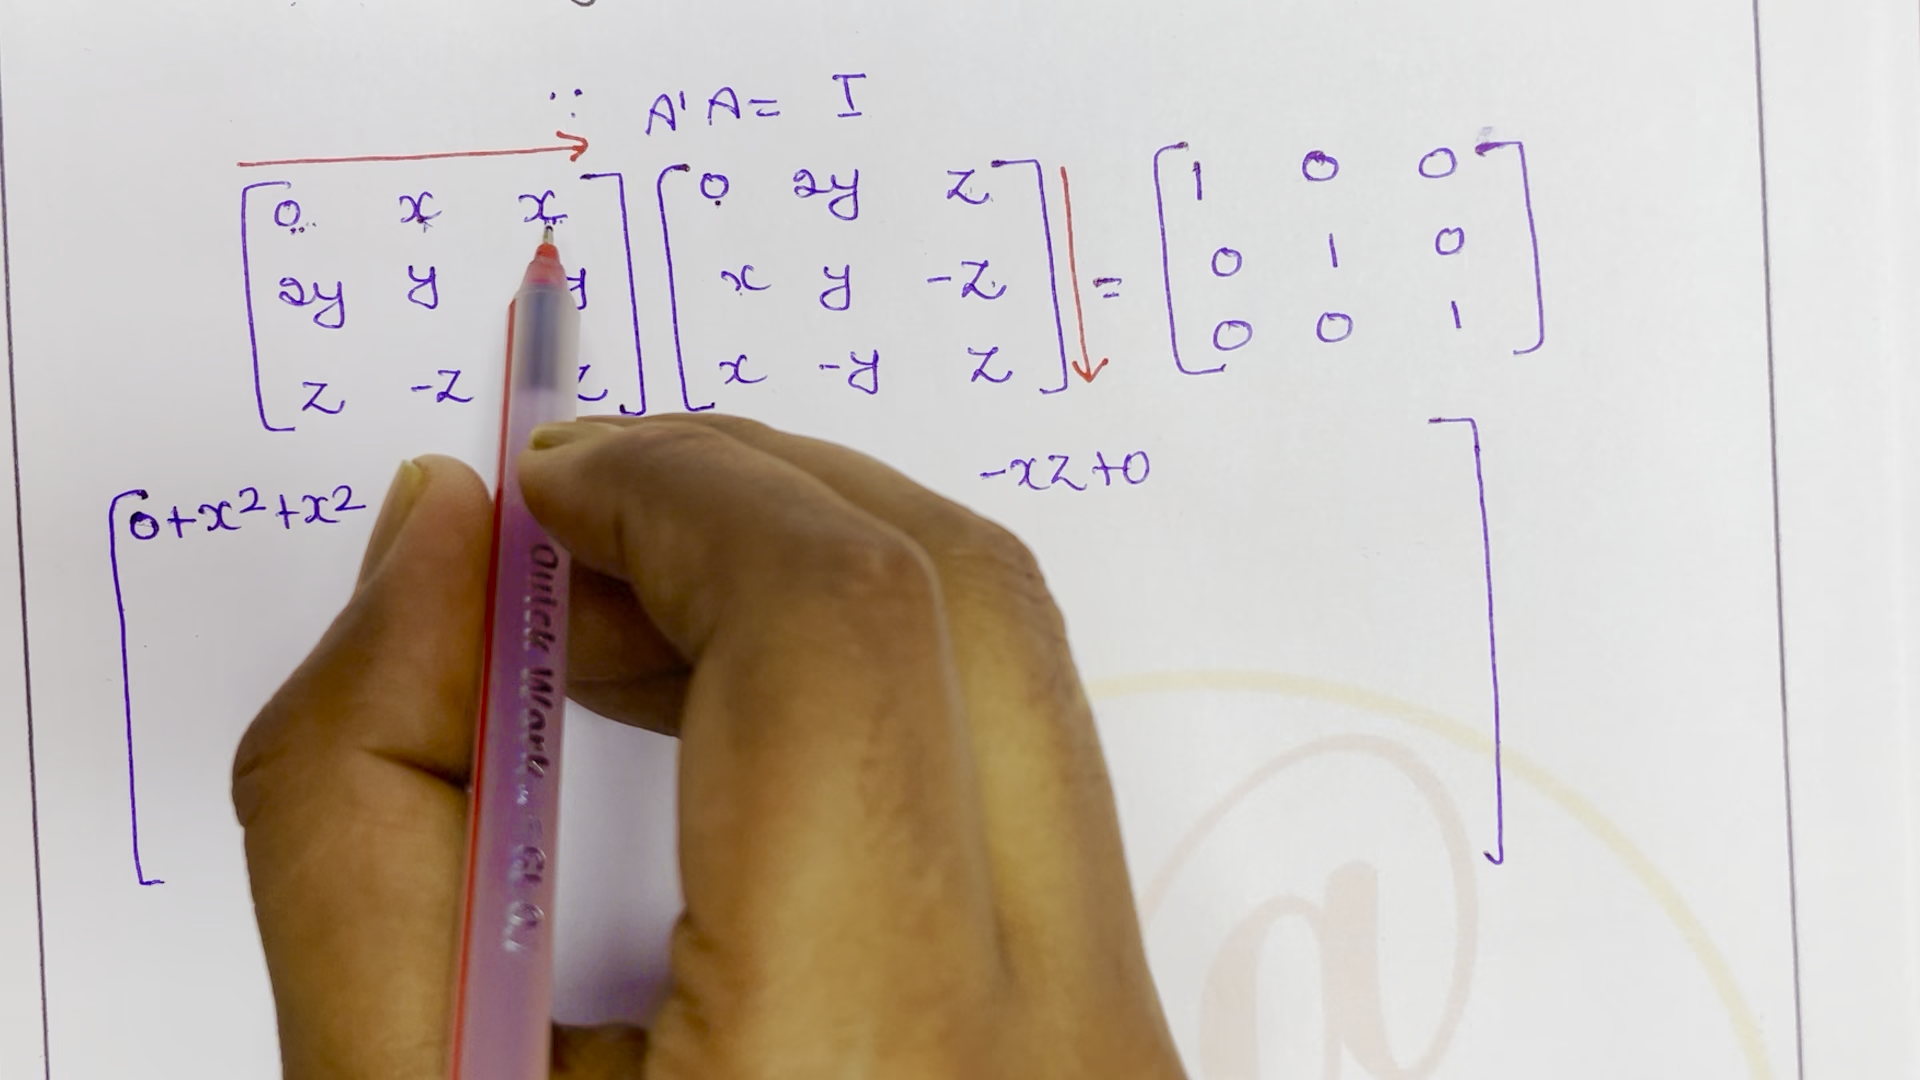 ∵ A' A = I
[0 x x] [0 2y z] [1 0 0]
[2y y y] [x y -z] = [0 1 0]
[z -z z] [x -y z] [0 0 1]
[0+x²+x² -xz+0 ]
Quick Work